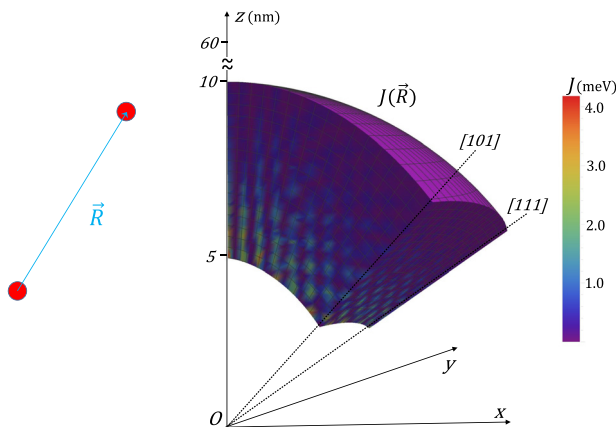 z (nm)
60
≈
10
J(R⃗)
J (meV)
4.0
[101]
3.0
[111]
R⃗
5
2.0
1.0
y
O
x